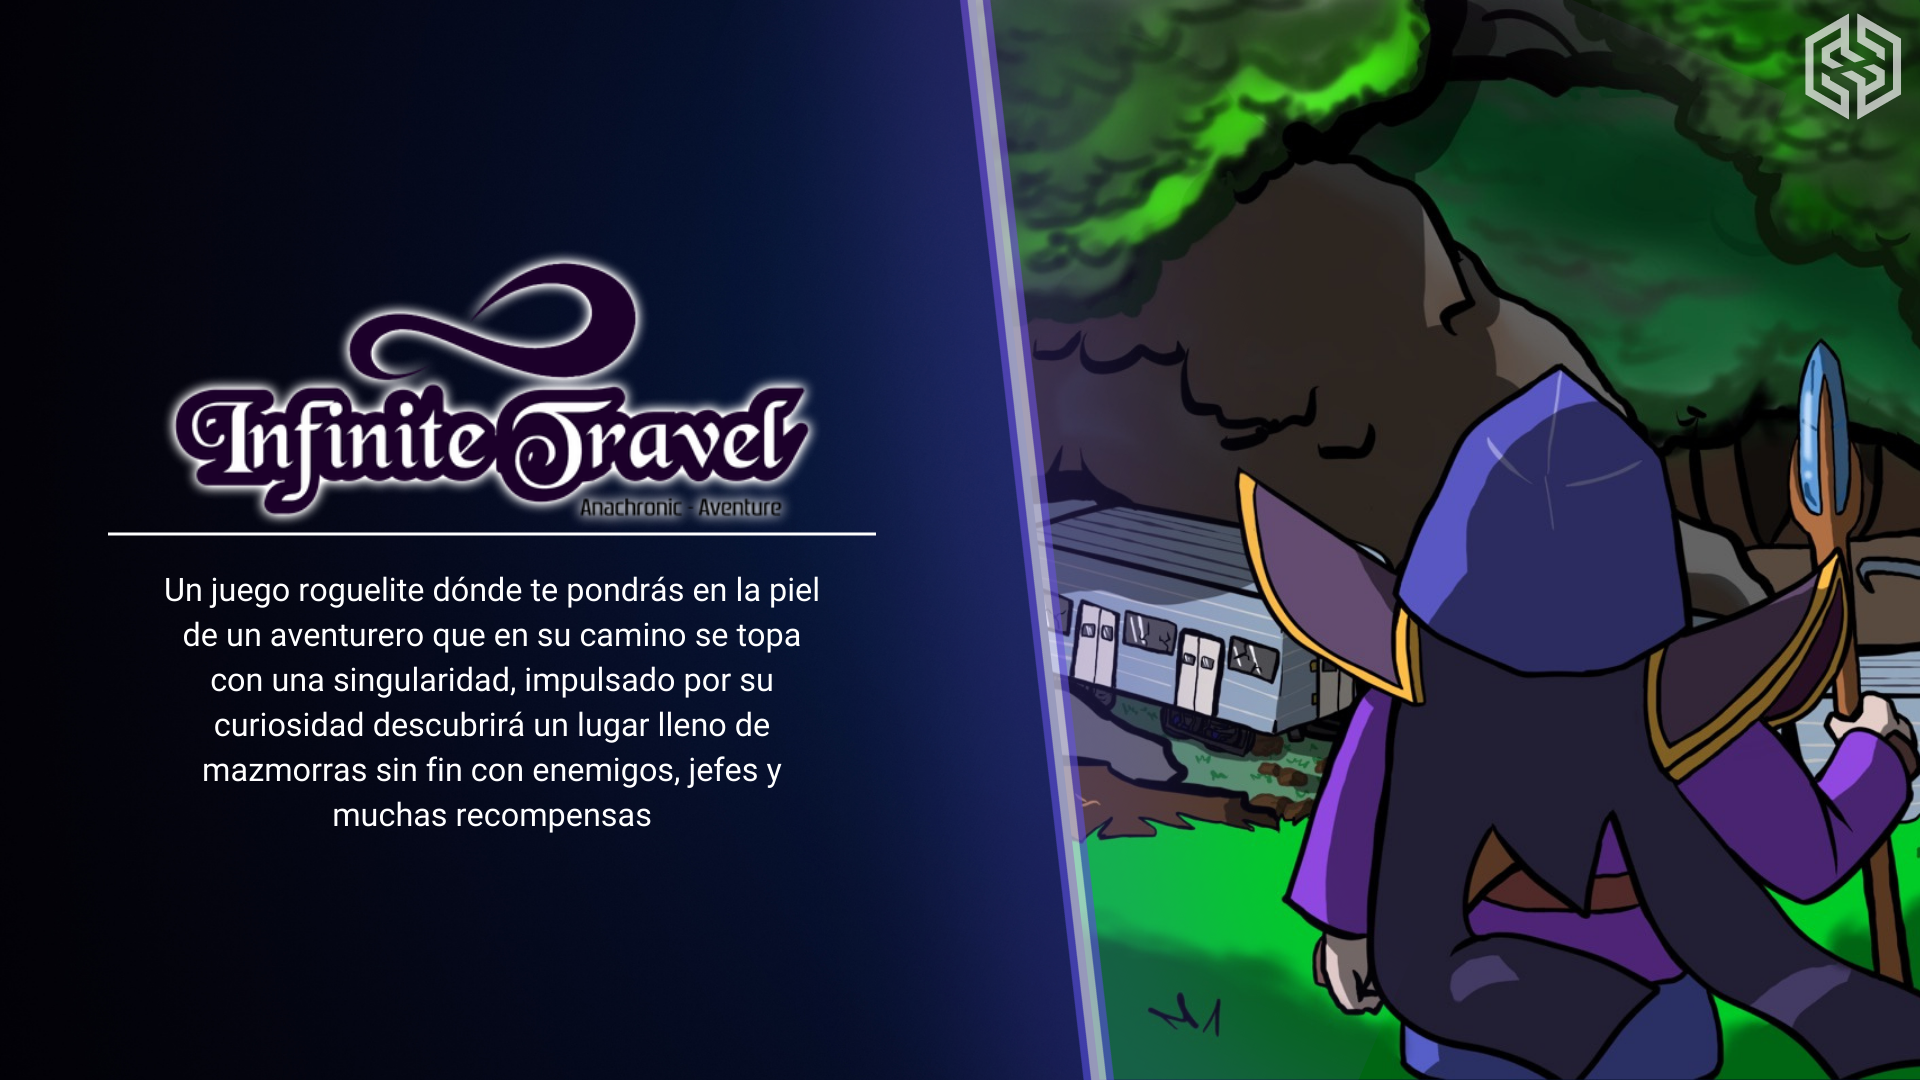 Infinite Travel
Anachronic - Aventure
Un juego roguelite dónde te pondrás en la piel
de un aventurero que en su camino se topa
con una singularidad, impulsado por su
curiosidad descubrirá un lugar lleno de
mazmorras sin fin con enemigos, jefes y
muchas recompensas